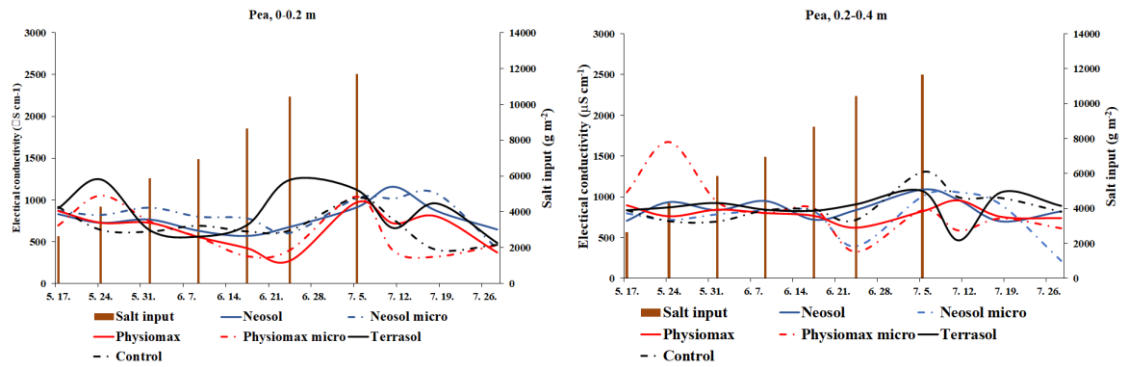 Pea, 0-0.2 m
3000
2500
2000
1500
1000
500
0
Electical conductivity (□S cm-1)
14000
12000
10000
8000
6000
4000
2000
0
Salt input (g m-2)
5. 17. 5. 24. 5. 31. 6. 7. 6. 14. 6. 21. 6. 28. 7. 5. 7. 12. 7. 19. 7. 26.
Salt input Neosol Neosol micro
Physiomax Physiomax micro Terrasol
Control
Pea, 0.2-0.4 m
3000
2500
2000
1500
1000
500
0
Electrical conductivity (µS cm-1)
14000
12000
10000
8000
6000
4000
2000
0
Salt input (g m-2)
5. 17. 5. 24. 5. 31. 6. 7. 6. 14. 6. 21. 6. 28. 7. 5. 7. 12. 7. 19. 7. 26.
Salt input Neosol Neosol micro
Physiomax Physiomax micro Terrasol
Control